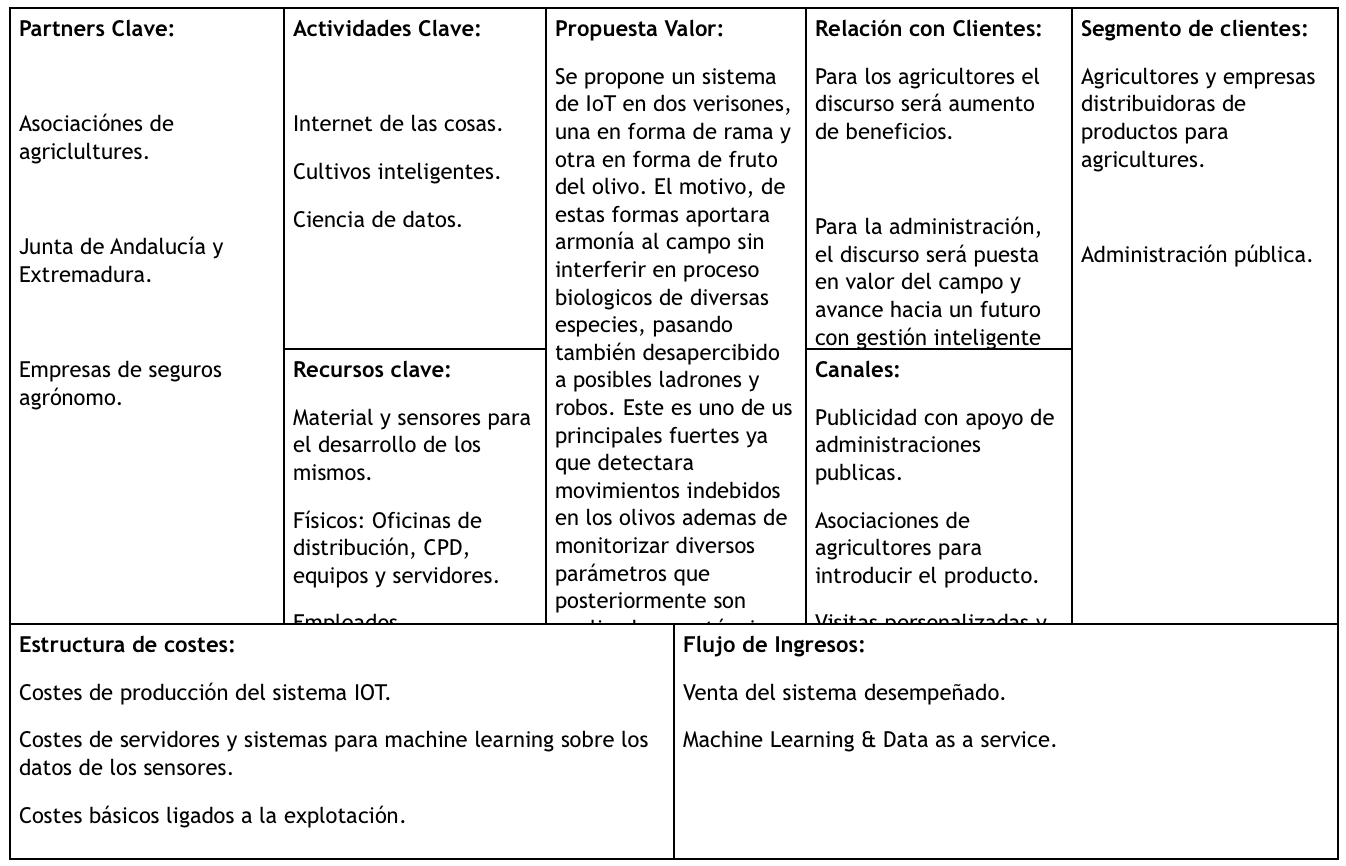 Partners Clave:
Asociaciónes de
agriclultures.
Junta de Andalucía y
Extremadura.
Empresas de seguros
agrónomo.
Actividades Clave:
Internet de las cosas.
Cultivos inteligentes.
Ciencia de datos.
Recursos clave:
Material y sensores para
el desarrollo de los
mismos.
Físicos: Oficinas de
distribución, CPD,
equipos y servidores.
Empleados
Propuesta Valor:
Se propone un sistema
de IoT en dos verisones,
una en forma de rama y
otra en forma de fruto
del olivo. El motivo, de
estas formas aportara
armonía al campo sin
interferir en proceso
biologicos de diversas
especies, pasando
también desapercibido
a posibles ladrones y
robos. Este es uno de us
principales fuertes ya
que detectara
movimientos indebidos
en los olivos ademas de
monitorizar diversos
parámetros que
posteriormente son
Relación con Clientes:
Para los agricultores el
discurso será aumento
de beneficios.
Para la administración,
el discurso será puesta
en valor del campo y
avance hacia un futuro
con gestión inteligente
Canales:
Publicidad con apoyo de
administraciones
publicas.
Asociaciones de
agricultores para
introducir el producto.
Visitas personalizadas y
Segmento de clientes:
Agricultores y empresas
distribuidoras de
productos para
agricultures.
Administración pública.
Estructura de costes:
Costes de producción del sistema IOT.
Costes de servidores y sistemas para machine learning sobre los
datos de los sensores.
Costes básicos ligados a la explotación.
Flujo de Ingresos:
Venta del sistema desempeñado.
Machine Learning & Data as a service.